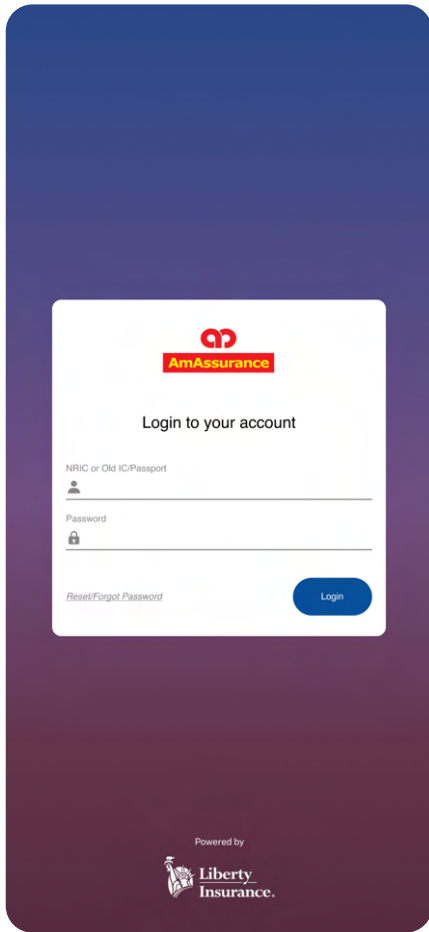 AmAssurance
Login to your account
NRIC or Old IC/Passport
Password
Reset/Forgot Password
Login
Powered by
Liberty
Insurance.